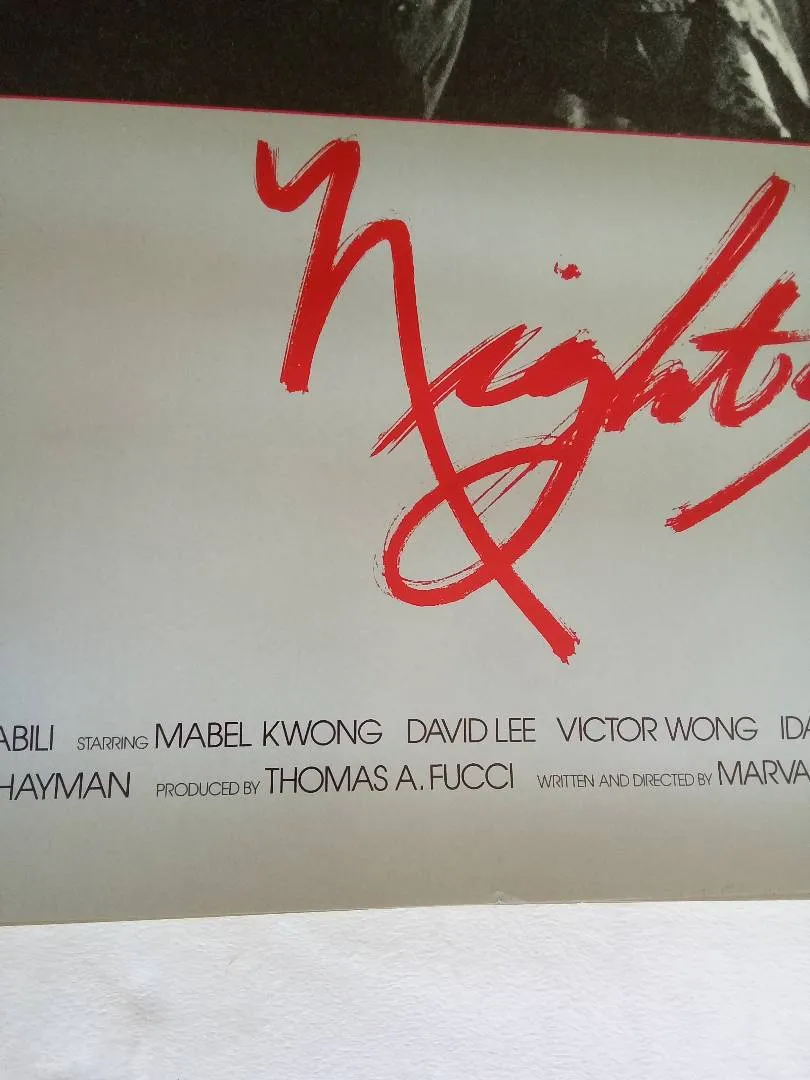 Nights
ABILI STARRING MABEL KWONG DAVID LEE VICTOR WONG IDA
HAYMAN PRODUCED BY THOMAS A. FUCCI WRITTEN AND DIRECTED BY MARVA